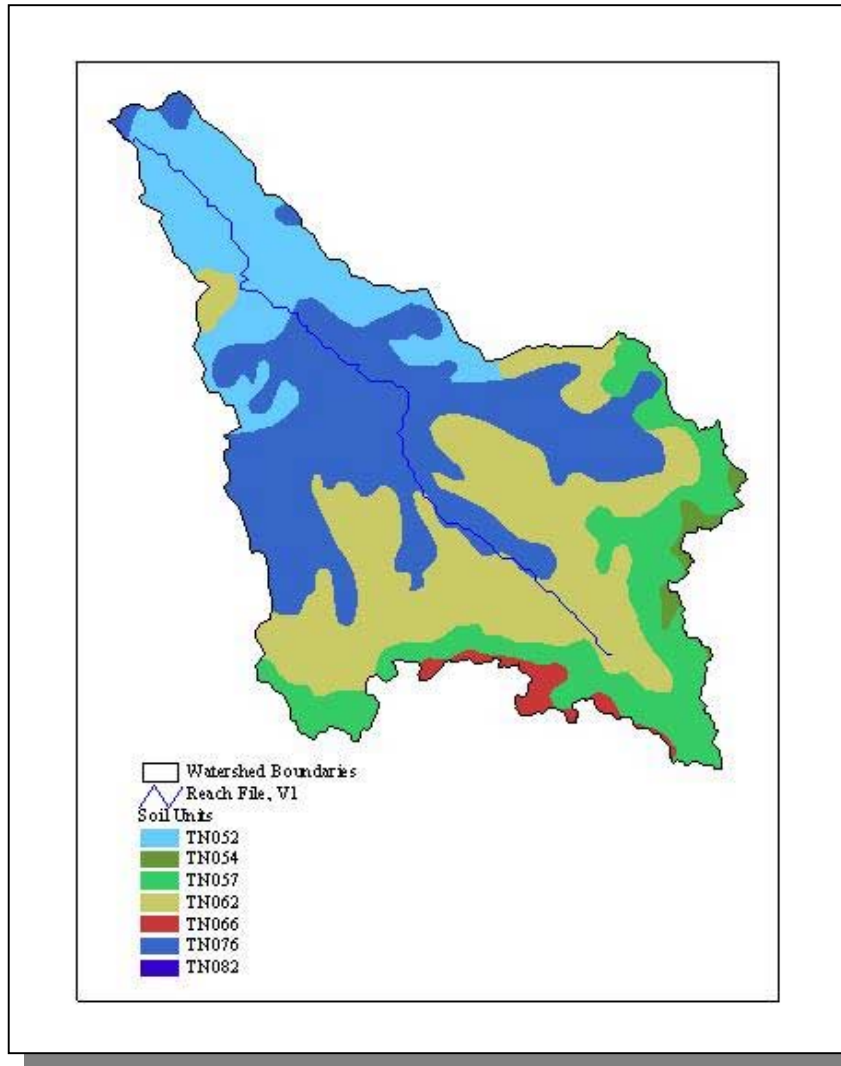 Watershed Boundaries
Reach File, V1
Soil Units
TN052
TN054
TN057
TN062
TN066
TN076
TN082